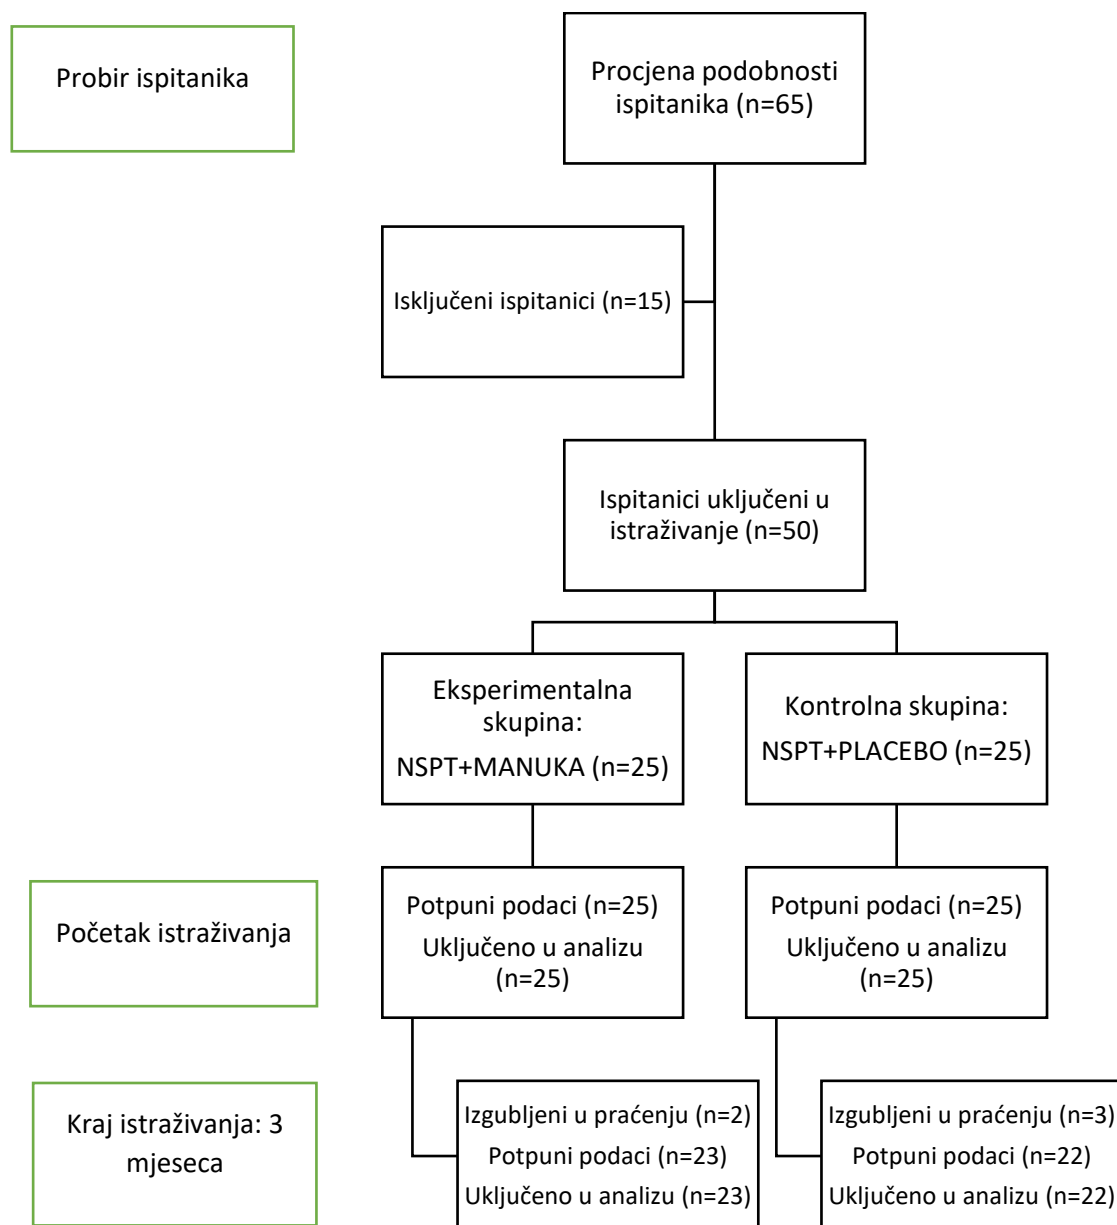 Probir ispitanika
Procjena podobnosti
ispitanika (n=65)
Isključeni ispitanici (n=15)
Ispitanici uključeni u
istraživanje (n=50)
Eksperimentalna
skupina:
NSPT+MANUKA (n=25)
Kontrolna skupina:
NSPT+PLACEBO (n=25)
Početak istraživanja
Potpuni podaci (n=25)
Uključeno u analizu
(n=25)
Potpuni podaci (n=25)
Uključeno u analizu
(n=25)
Kraj istraživanja: 3
mjeseca
Izgubljeni u praćenju (n=2)
Potpuni podaci (n=23)
Uključeno u analizu (n=23)
Izgubljeni u praćenju (n=3)
Potpuni podaci (n=22)
Uključeno u analizu (n=22)